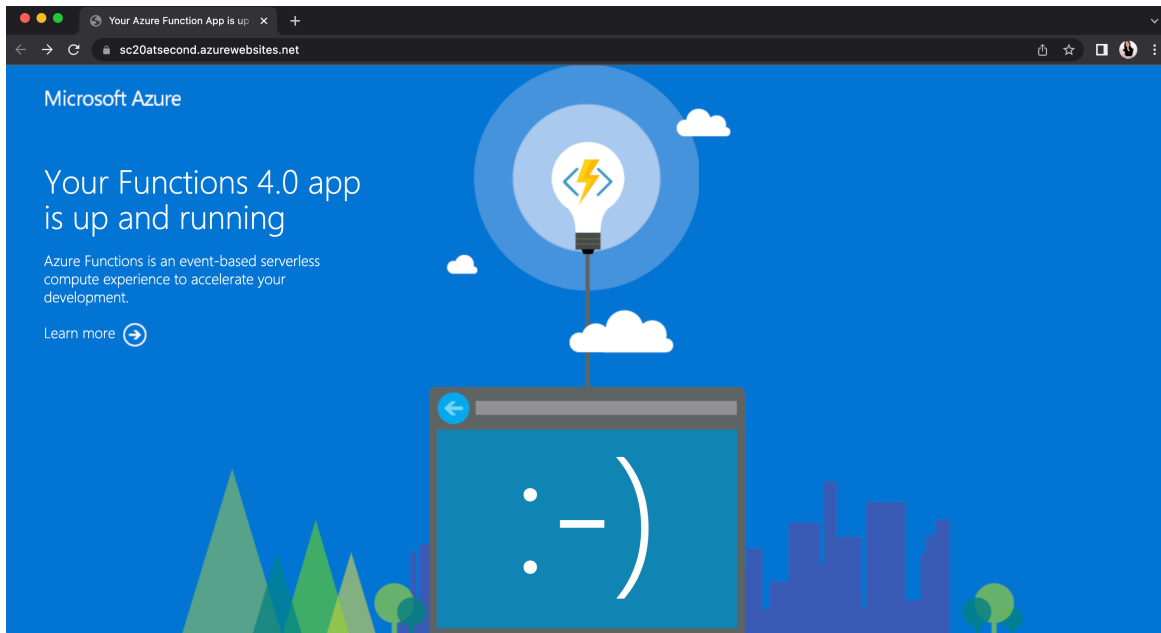 Your Azure Function App is up
sc20atsecond.azurewebsites.net
Microsoft Azure
Your Functions 4.0 app
is up and running
Azure Functions is an event-based serverless
compute experience to accelerate your
development.
Learn more
:-)